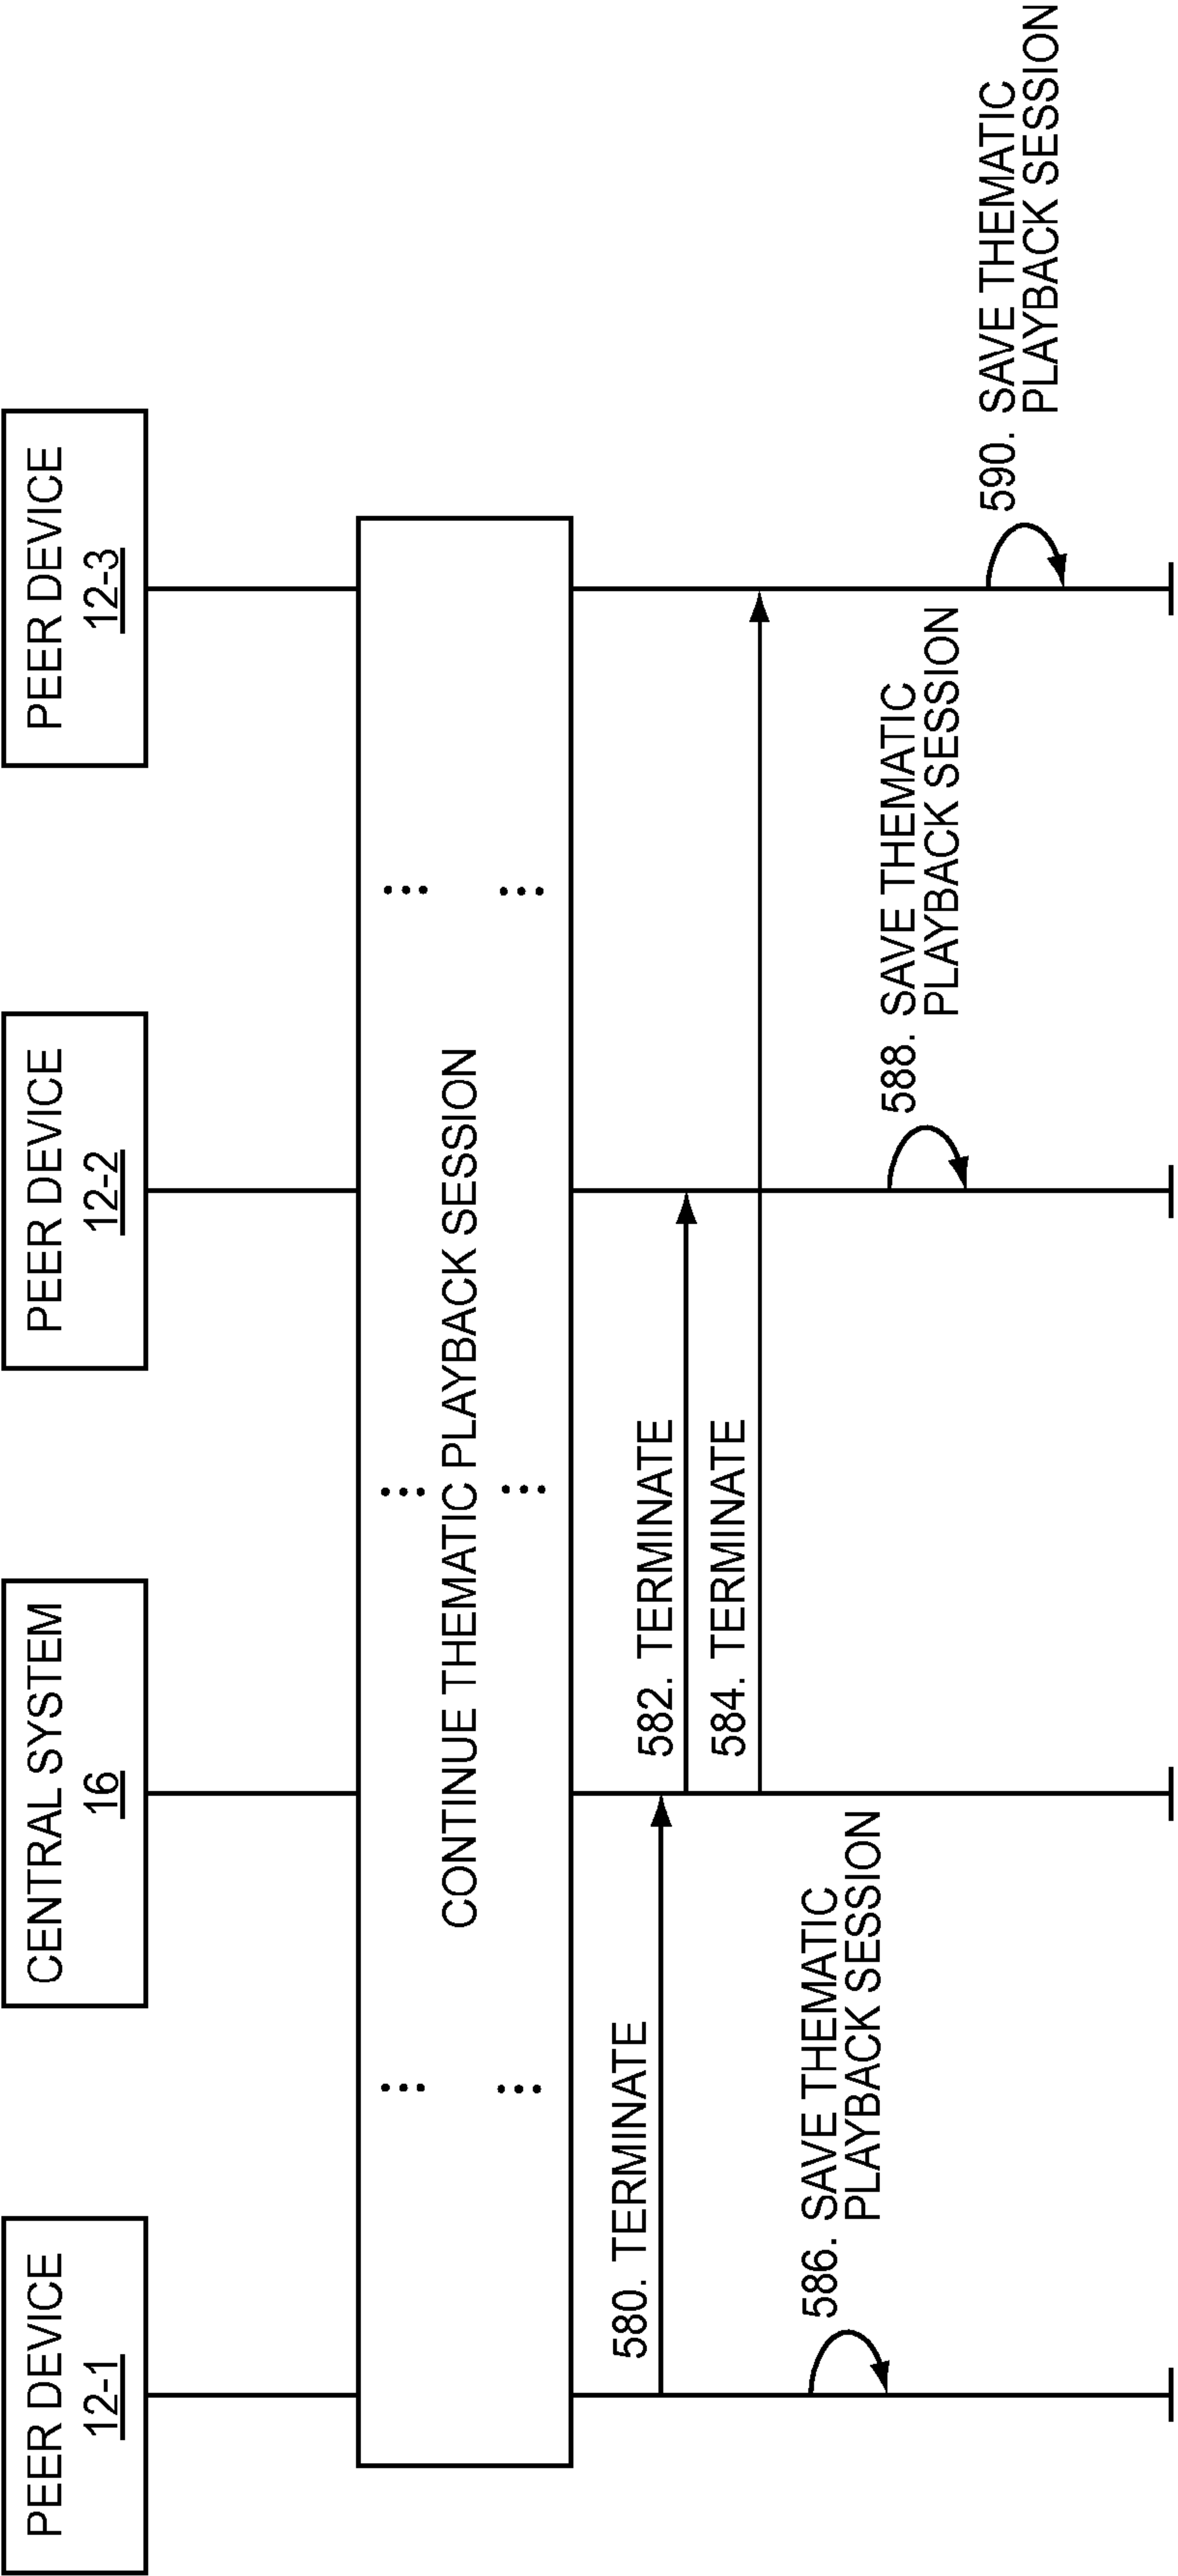 PEER DEVICE
12-1
CENTRAL SYSTEM
16
PEER DEVICE
12-2
PEER DEVICE
12-3
CONTINUE THEMATIC PLAYBACK SESSION
580. TERMINATE
582. TERMINATE
584. TERMINATE
586. SAVE THEMATIC
PLAYBACK SESSION
588. SAVE THEMATIC
PLAYBACK SESSION
590. SAVE THEMATIC
PLAYBACK SESSION